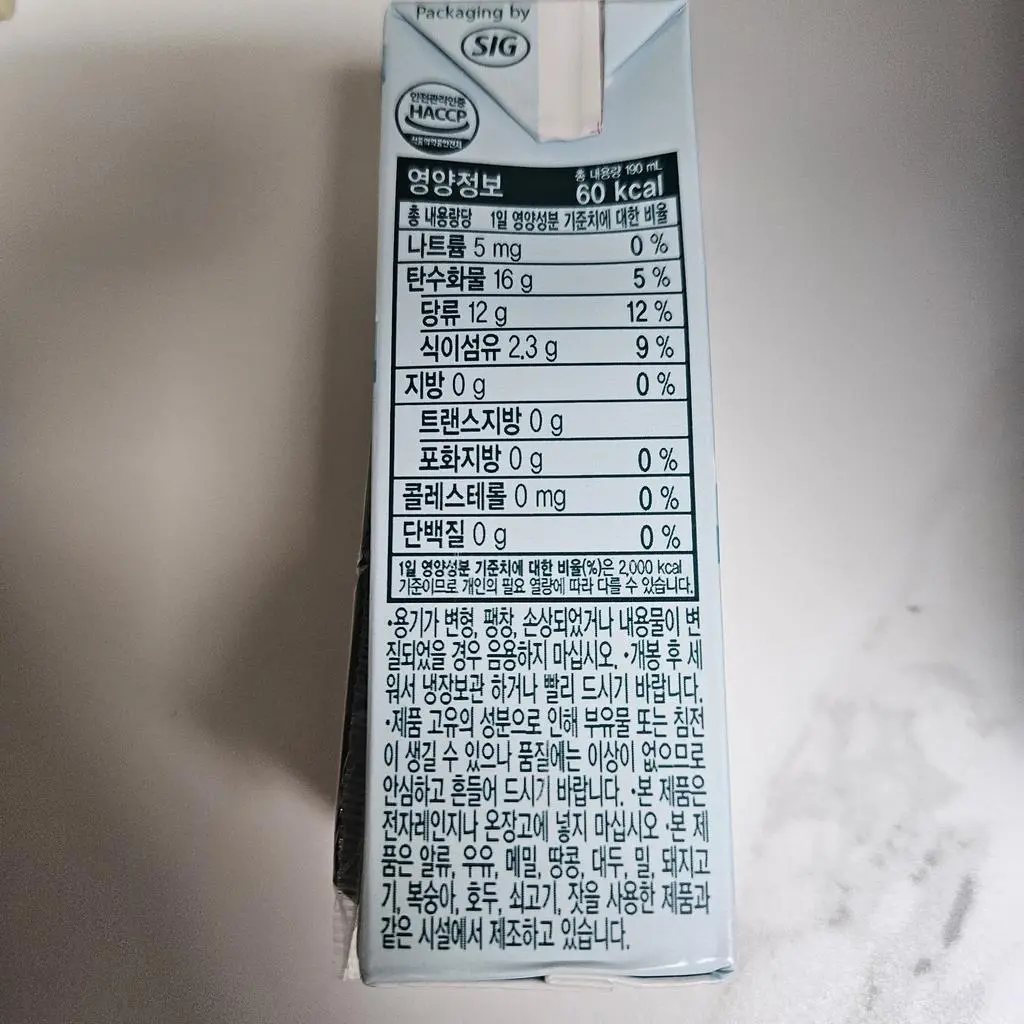 Packaging by
SIG
안전관리인증
HACCP
식품의약품안전처
영양정보
총 내용량 190 mL
60 kcal
총 내용량당 1일 영양성분 기준치에 대한 비율
나트륨 5 mg 0 %
탄수화물 16 g 5 %
당류 12 g 12 %
식이섬유 2.3 g 9 %
지방 0 g 0 %
트랜스지방 0 g
포화지방 0 g 0 %
콜레스테롤 0 mg 0 %
단백질 0 g 0 %
1일 영양성분 기준치에 대한 비율(%)은 2,000 kcal
기준이므로 개인의 필요 열량에 따라 다를 수 있습니다.
·용기가 변형, 팽창, 손상되었거나 내용물이 변
질되었을 경우 음용하지 마십시오. ·개봉 후 세
워서 냉장보관 하거나 빨리 드시기 바랍니다.
·제품 고유의 성분으로 인해 부유물 또는 침전
이 생길 수 있으나 품질에는 이상이 없으므로
안심하고 흔들어 드시기 바랍니다. ·본 제품은
전자레인지나 온장고에 넣지 마십시오 ·본 제
품은 알류, 우유, 메밀, 땅콩, 대두, 밀, 돼지고
기, 복숭아, 호두, 쇠고기, 잣을 사용한 제품과
같은 시설에서 제조하고 있습니다.